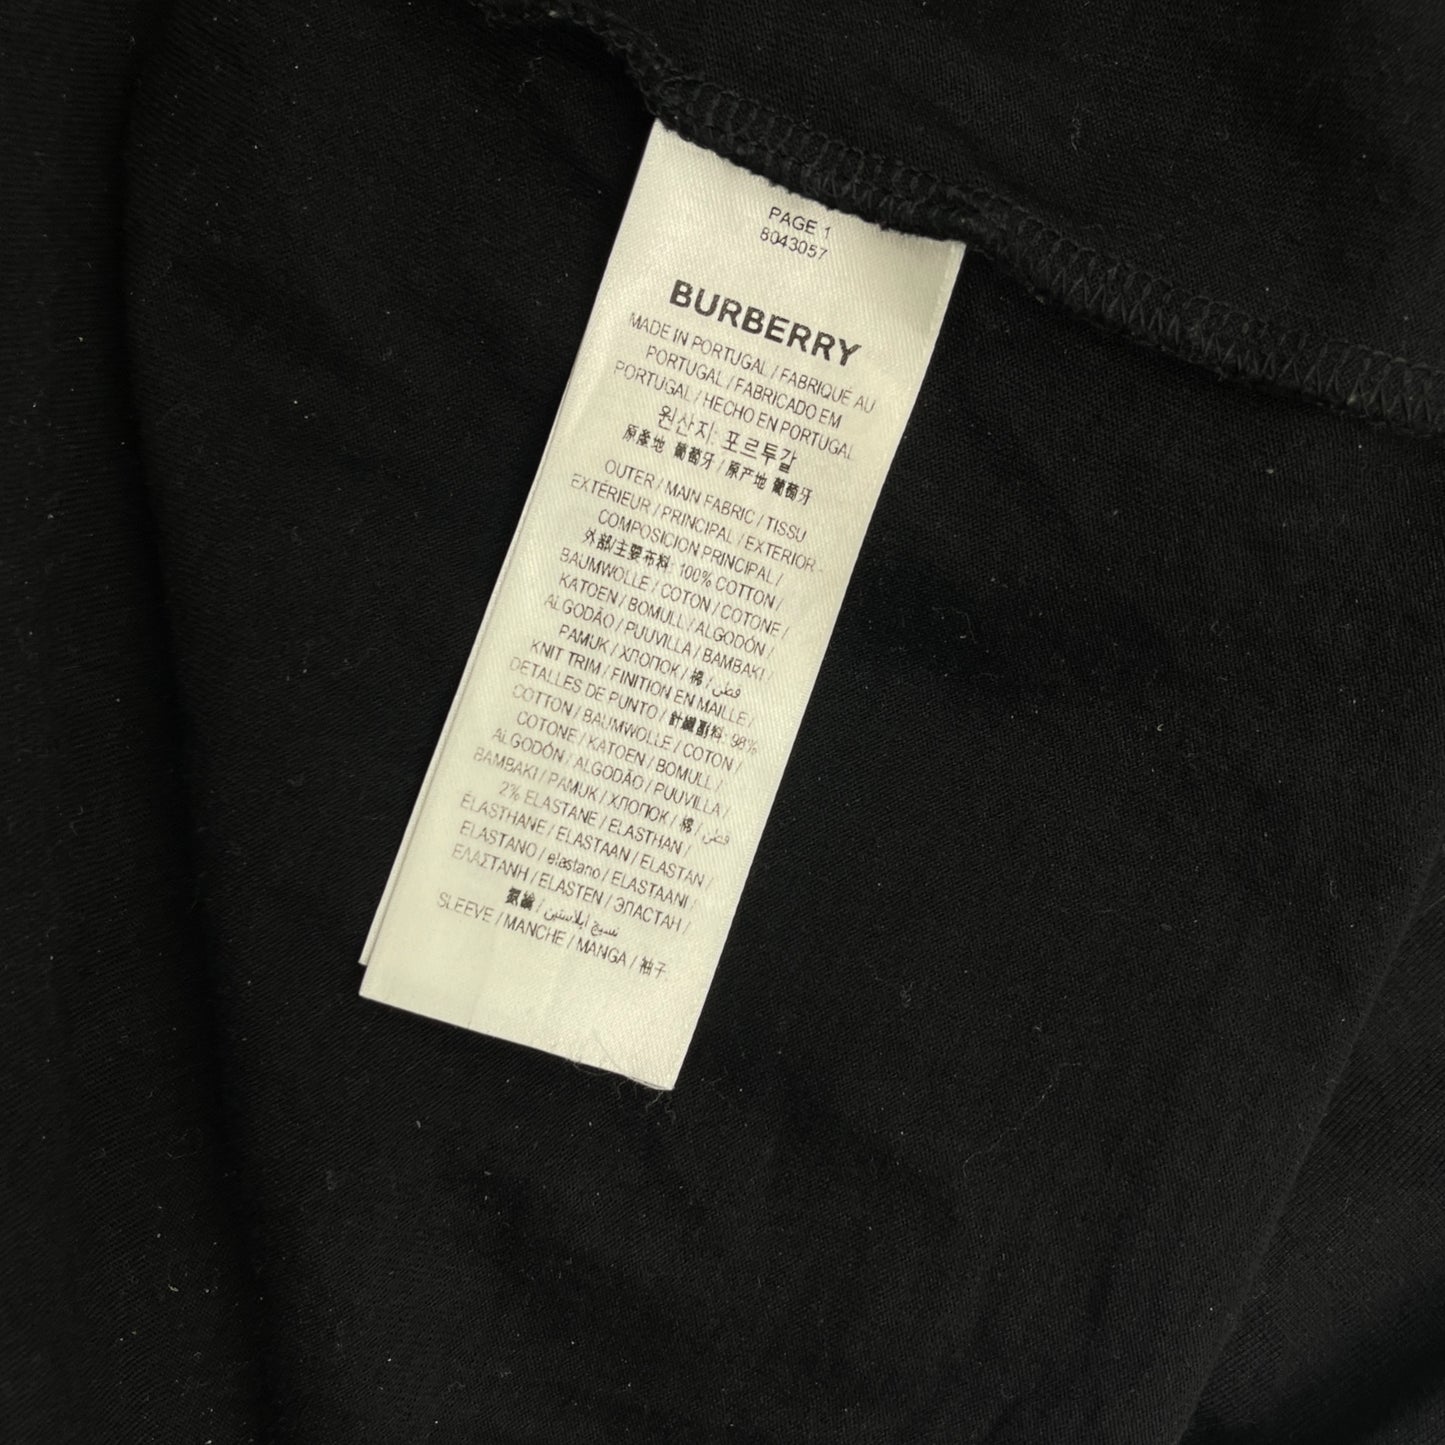 PAGE 1
8043057
BURBERRY
MADE IN PORTUGAL / FABRIQUÉ AU
PORTUGAL / FABRICADO EM
PORTUGAL / HECHO EN PORTUGAL
원산지: 포르투갈
原產地 葡萄牙 / 原产地 葡萄牙
OUTER / MAIN FABRIC / TISSU
EXTÉRIEUR / PRINCIPAL / EXTERIOR -
COMPOSICION PRINCIPAL /
外部/主要布料: 100% COTTON /
BAUMWOLLE / COTON / COTONE /
KATOEN / BOMULL / ALGODÓN /
ALGODÃO / PUUVILLA / BAMBAKI /
PAMUK / ХЛОПОК / 棉 / قطن
KNIT TRIM / FINITION EN MAILLE /
DETALLES DE PUNTO / 針織副料: 98%
COTTON / BAUMWOLLE / COTON /
COTONE / KATOEN / BOMULL /
ALGODÓN / ALGODÃO / PUUVILLA /
BAMBAKI / PAMUK / ХЛОПОК / 棉 / قطن
2% ELASTANE / ELASTHAN /
ÉLASTHANE / ELASTAAN / ELASTAN /
ELASTANO / elastano / ELASTAANI /
ΕΛΑΣΤΑΝΗ / ELASTEN / ЭЛАСТАН /
氨綸 / نسيج ايلاستين
SLEEVE / MANCHE / MANGA / 袖子